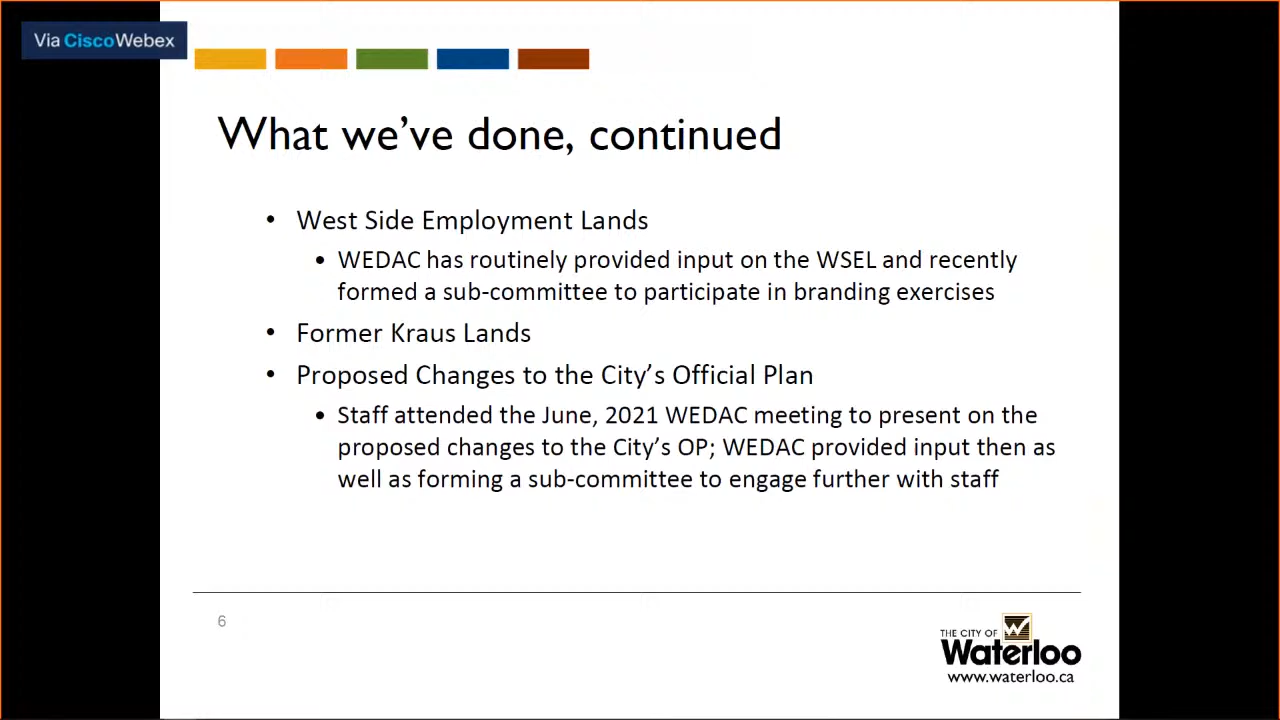 Via CiscoWebex
What we’ve done, continued
• West Side Employment Lands
• WEDAC has routinely provided input on the WSEL and recently
formed a sub-committee to participate in branding exercises
• Former Kraus Lands
• Proposed Changes to the City’s Official Plan
• Staff attended the June, 2021 WEDAC meeting to present on the
proposed changes to the City’s OP; WEDAC provided input then as
well as forming a sub-committee to engage further with staff
6
THE CITY OF
Waterloo
www.waterloo.ca